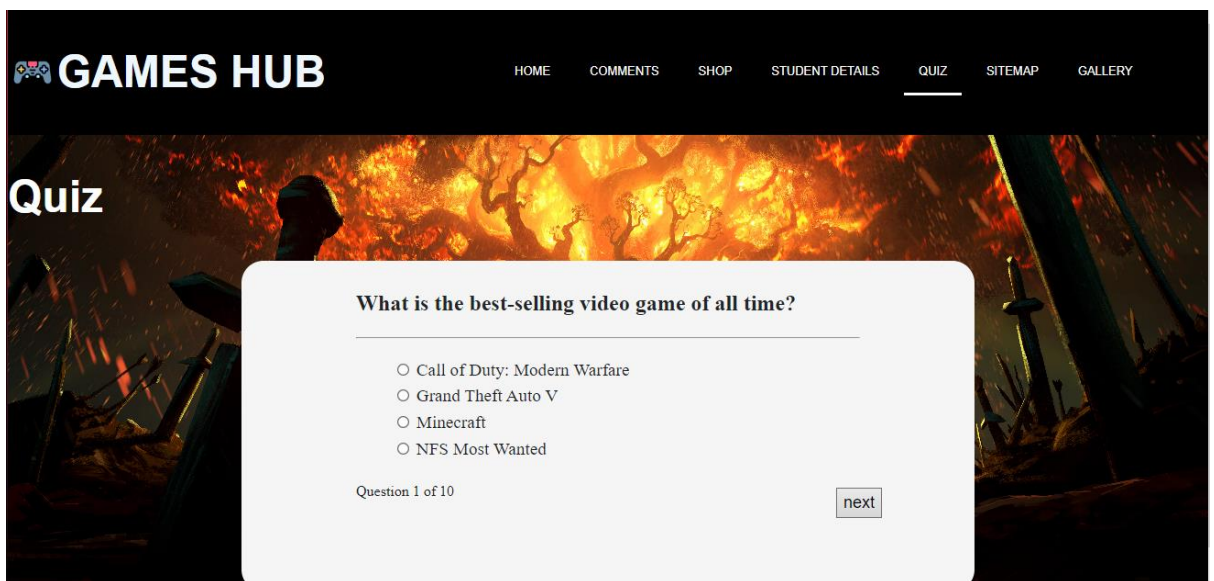 GAMES HUB
HOME COMMENTS SHOP STUDENT DETAILS QUIZ SITEMAP GALLERY
Quiz
What is the best-selling video game of all time?
Call of Duty: Modern Warfare
Grand Theft Auto V
Minecraft
NFS Most Wanted
Question 1 of 10
next